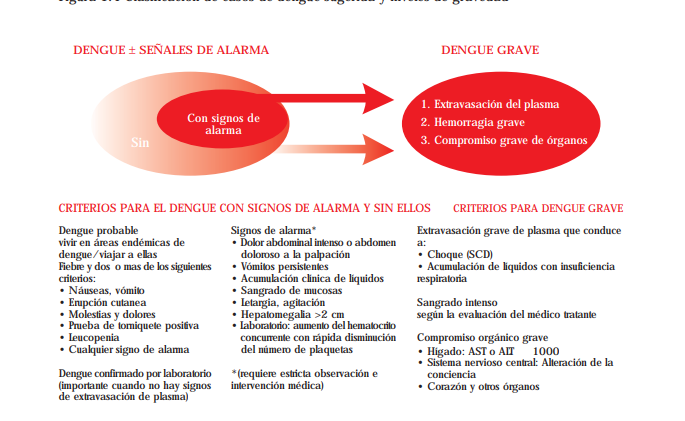 DENGUE ± SEÑALES DE ALARMA
DENGUE GRAVE
Con signos de
alarma
Sin
1. Extravasación del plasma
2. Hemorragia grave
3. Compromiso grave de órganos
CRITERIOS PARA EL DENGUE CON SIGNOS DE ALARMA Y SIN ELLOS
CRITERIOS PARA DENGUE GRAVE
Dengue probable
vivir en áreas endémicas de
dengue/viajar a ellas
Fiebre y dos o mas de los siguientes
criterios:
• Náuseas, vómito
• Erupción cutanea
• Molestias y dolores
• Prueba de torniquete positiva
• Leucopenia
• Cualquier signo de alarma
Dengue confirmado por laboratorio
(importante cuando no hay signos
de extravasación de plasma)
Signos de alarma*
• Dolor abdominal intenso o abdomen
doloroso a la palpación
• Vómitos persistentes
• Acumulación clínica de líquidos
• Sangrado de mucosas
• Letargia, agitación
• Hepatomegalia >2 cm
• laboratorio: aumento del hematocrito
concurrente con rápida disminución
del número de plaquetas
*(requiere estricta observación e
intervención médica)
Extravasación grave de plasma que conduce
a:
• Choque (SCD)
• Acumulación de líquidos con insuficiencia
respiratoria
Sangrado intenso
según la evaluación del médico tratante
Compromiso orgánico grave
• Hígado: AST o ALT 1000
• Sistema nervioso central: Alteración de la
conciencia
• Corazón y otros órganos